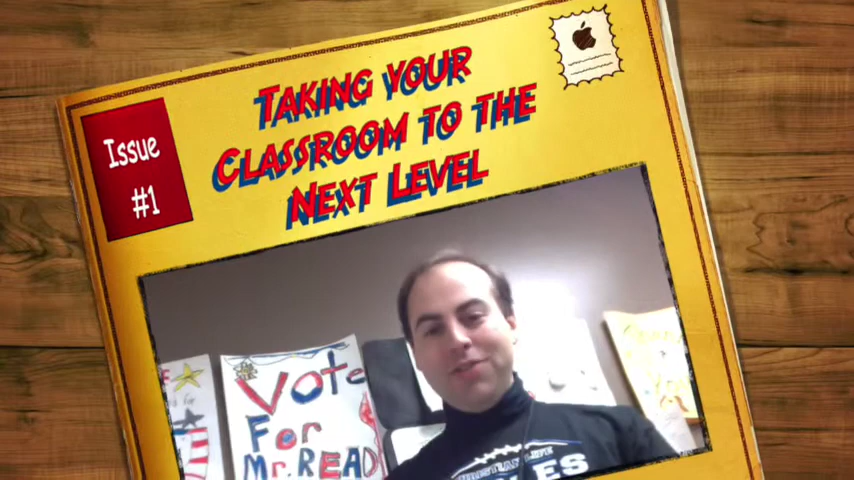 Issue
#1
Taking your
Classroom to the
Next Level
Vote
For
Mr. READ